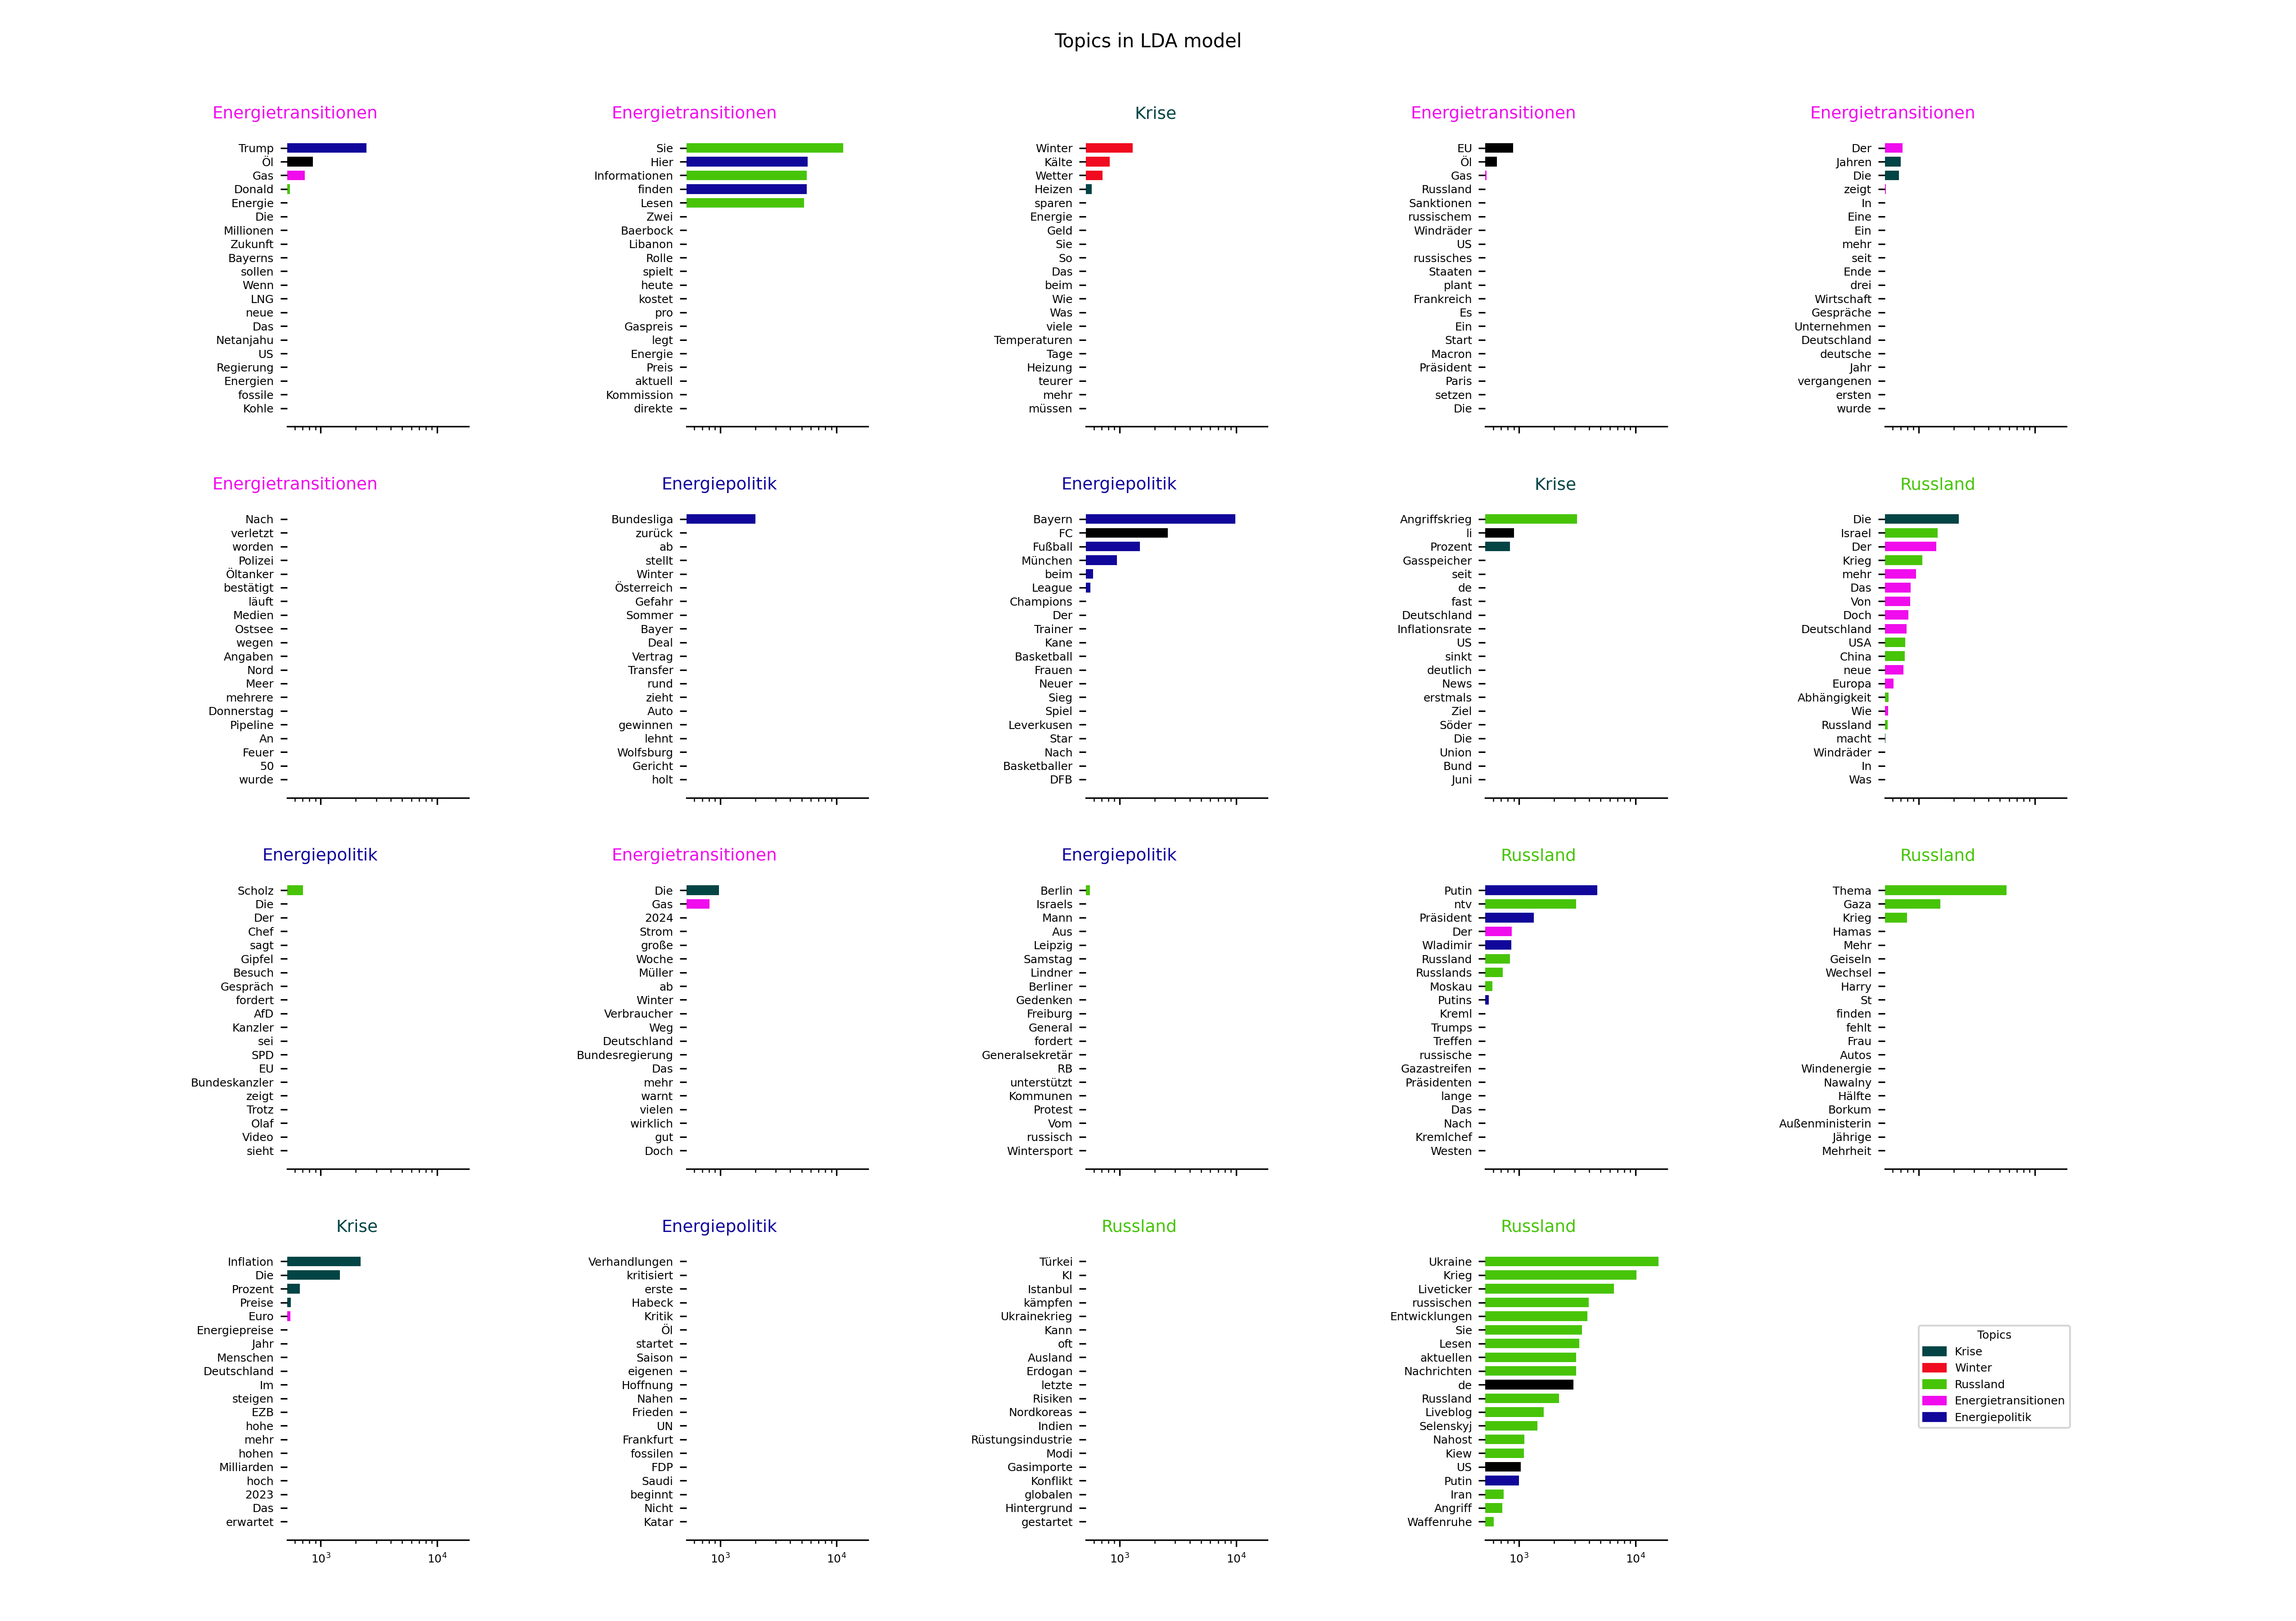 Topics in LDA model
Energietransitionen
Trump
Öl
Gas
Donald
Energie
Die
Millionen
Zukunft
Bayerns
sollen
Wenn
LNG
neue
Das
Netanjahu
US
Regierung
Energien
fossile
Kohle
Energietransitionen
Sie
Hier
Informationen
finden
Lesen
Zwei
Baerbock
Libanon
Rolle
spielt
heute
kostet
pro
Gaspreis
legt
Energie
Preis
aktuell
Kommission
direkte
Krise
Winter
Kälte
Wetter
Heizen
sparen
Energie
Geld
Sie
So
Das
beim
Wie
Was
viele
Temperaturen
Tage
Heizung
teurer
mehr
müssen
Energietransitionen
EU
Öl
Gas
Russland
Sanktionen
russischem
Windräder
US
russisches
Staaten
plant
Frankreich
Es
Ein
Start
Macron
Präsident
Paris
setzen
Die
Energietransitionen
Der
Jahren
Die
zeigt
In
Eine
Ein
mehr
seit
Ende
drei
Wirtschaft
Gespräche
Unternehmen
Deutschland
deutsche
Jahr
vergangenen
ersten
wurde
Energietransitionen
Nach
verletzt
worden
Polizei
Öltanker
bestätigt
läuft
Medien
Ostsee
wegen
Angaben
Nord
Meer
mehrere
Donnerstag
Pipeline
An
Feuer
50
wurde
Energiepolitik
Bundesliga
zurück
ab
stellt
Winter
Österreich
Gefahr
Sommer
Bayer
Deal
Vertrag
Transfer
rund
zieht
Auto
gewinnen
lehnt
Wolfsburg
Gericht
holt
Energiepolitik
Bayern
FC
Fußball
München
beim
League
Champions
Der
Trainer
Kane
Basketball
Frauen
Neuer
Sieg
Spiel
Leverkusen
Star
Nach
Basketballer
DFB
Krise
Angriffskrieg
li
Prozent
Gasspeicher
seit
de
fast
Deutschland
Inflationsrate
US
sinkt
deutlich
News
erstmals
Ziel
Söder
Die
Union
Bund
Juni
Russland
Die
Israel
Der
Krieg
mehr
Das
Von
Doch
Deutschland
USA
China
neue
Europa
Abhängigkeit
Wie
Russland
macht
Windräder
In
Was
Energiepolitik
Scholz
Die
Der
Chef
sagt
Gipfel
Besuch
Gespräch
fordert
AfD
Kanzler
sei
SPD
EU
Bundeskanzler
zeigt
Trotz
Olaf
Video
sieht
Energietransitionen
Die
Gas
2024
Strom
große
Woche
Müller
ab
Winter
Verbraucher
Weg
Deutschland
Bundesregierung
Das
mehr
warnt
vielen
wirklich
gut
Doch
Energiepolitik
Berlin
Israels
Mann
Aus
Leipzig
Samstag
Lindner
Berliner
Gedenken
Freiburg
General
fordert
Generalsekretär
RB
unterstützt
Kommunen
Protest
Vom
russisch
Wintersport
Russland
Putin
ntv
Präsident
Der
Wladimir
Russland
Russlands
Moskau
Putins
Kreml
Trumps
Treffen
russische
Gazastreifen
Präsidenten
lange
Das
Nach
Kremlchef
Westen
Russland
Thema
Gaza
Krieg
Hamas
Mehr
Geiseln
Wechsel
Harry
St
finden
fehlt
Frau
Autos
Windenergie
Nawalny
Hälfte
Borkum
Außenministerin
Jährige
Mehrheit
Krise
Inflation
Die
Prozent
Preise
Euro
Energiepreise
Jahr
Menschen
Deutschland
Im
steigen
EZB
hohe
mehr
hohen
Milliarden
hoch
2023
Das
erwartet
10³ 10⁴
Energiepolitik
Verhandlungen
kritisiert
erste
Habeck
Kritik
Öl
startet
Saison
eigenen
Hoffnung
Nahen
Frieden
UN
Frankfurt
fossilen
FDP
Saudi
beginnt
Nicht
Katar
10³ 10⁴
Russland
Türkei
KI
Istanbul
kämpfen
Ukrainekrieg
Kann
oft
Ausland
Erdogan
letzte
Risiken
Nordkoreas
Indien
Rüstungsindustrie
Modi
Gasimporte
Konflikt
globalen
Hintergrund
gestartet
10³ 10⁴
Russland
Ukraine
Krieg
Liveticker
russischen
Entwicklungen
Sie
Lesen
aktuellen
Nachrichten
de
Russland
Liveblog
Selenskyj
Nahost
Kiew
US
Putin
Iran
Angriff
Waffenruhe
10³ 10⁴
Topics
Krise
Winter
Russland
Energietransitionen
Energiepolitik